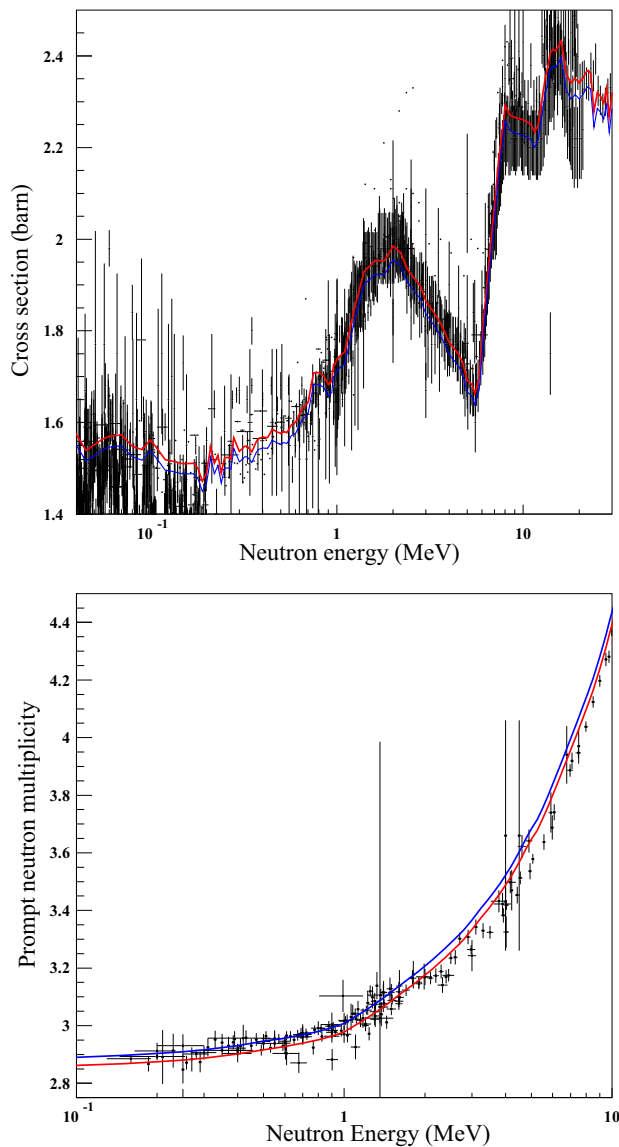 Cross section (barn)
2.4
2.2
2
1.8
1.6
1.4
10 -1 1 10
Neutron energy (MeV)
Prompt neutron multiplicity
4.4
4.2
4
3.8
3.6
3.4
3.2
3
2.8
10 -1 1 10
Neutron Energy (MeV)